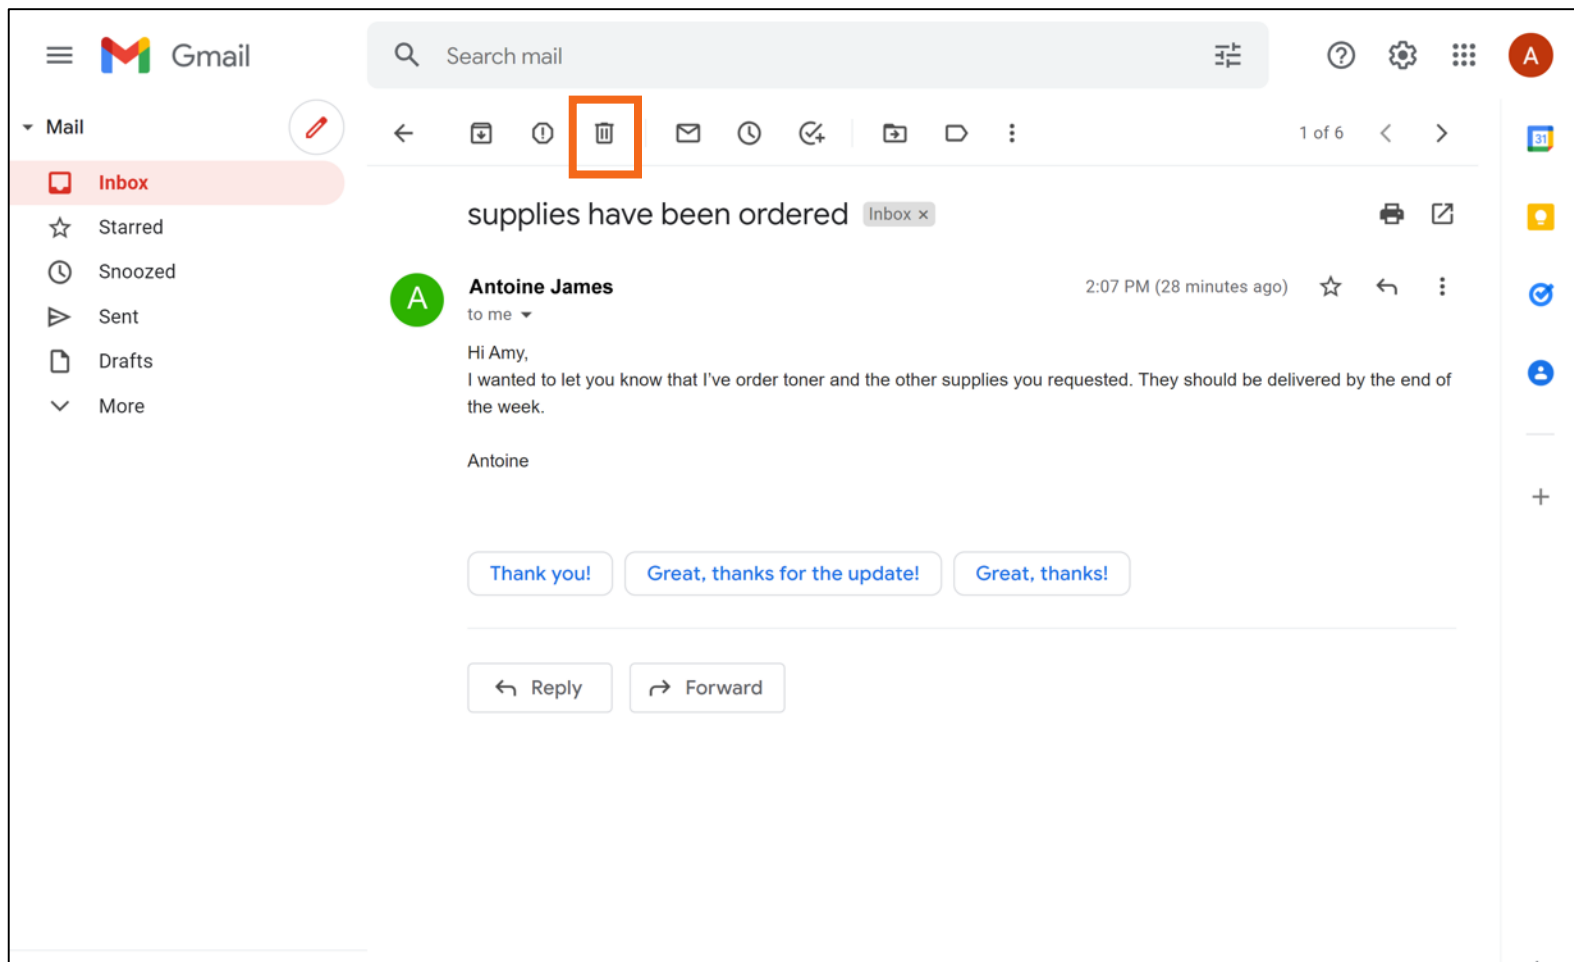 Gmail
Search mail
A
Mail
1 of 6
31
Inbox
Starred
Snoozed
Sent
Drafts
More
supplies have been ordered Inbox ×
A
Antoine James
2:07 PM (28 minutes ago)
to me
Hi Amy,
I wanted to let you know that I've order toner and the other supplies you requested. They should be delivered by the end of
the week.
Antoine
Thank you! Great, thanks for the update! Great, thanks!
Reply Forward